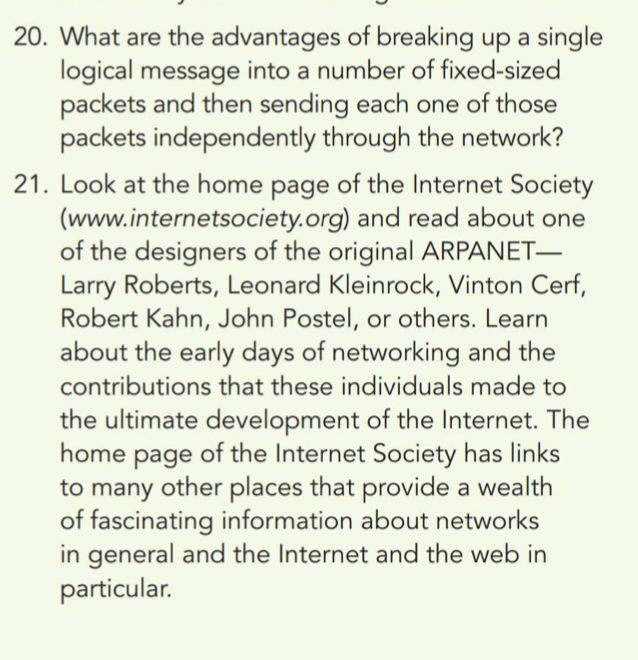 20. What are the advantages of breaking up a single
logical message into a number of fixed-sized
packets and then sending each one of those
packets independently through the network?
21. Look at the home page of the Internet Society
(www.internetsociety.org) and read about one
of the designers of the original ARPANET—
Larry Roberts, Leonard Kleinrock, Vinton Cerf,
Robert Kahn, John Postel, or others. Learn
about the early days of networking and the
contributions that these individuals made to
the ultimate development of the Internet. The
home page of the Internet Society has links
to many other places that provide a wealth
of fascinating information about networks
in general and the Internet and the web in
particular.